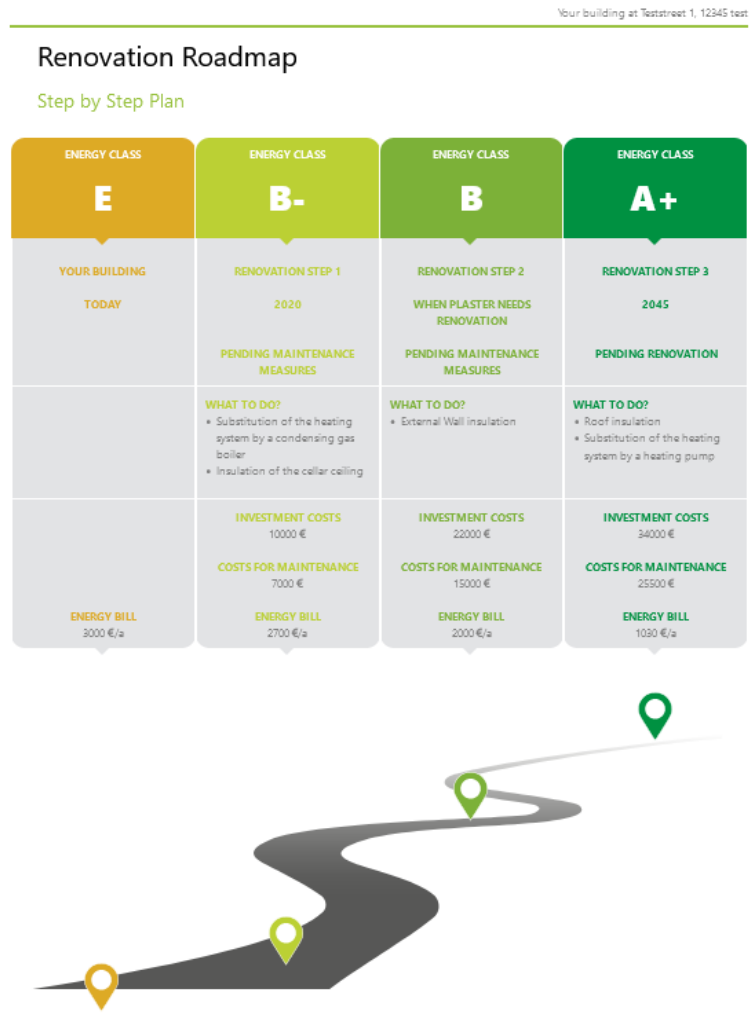 Your building at Teststreet 1, 12345 test
Renovation Roadmap
Step by Step Plan
ENERGY CLASS
E
YOUR BUILDING
TODAY
ENERGY BILL
3000 €/a
ENERGY CLASS
B-
RENOVATION STEP 1
2020
PENDING MAINTENANCE
MEASURES
WHAT TO DO?
• Substitution of the heating
system by a condensing gas
boiler
• Insulation of the cellar ceiling
INVESTMENT COSTS
10000 €
COSTS FOR MAINTENANCE
7000 €
ENERGY BILL
2700 €/a
ENERGY CLASS
B
RENOVATION STEP 2
WHEN PLASTER NEEDS
RENOVATION
PENDING MAINTENANCE
MEASURES
WHAT TO DO?
• External Wall insulation
INVESTMENT COSTS
22000 €
COSTS FOR MAINTENANCE
15000 €
ENERGY BILL
2000 €/a
ENERGY CLASS
A+
RENOVATION STEP 3
2045
PENDING RENOVATION
WHAT TO DO?
• Roof insulation
• Substitution of the heating
system by a heating pump
INVESTMENT COSTS
34000 €
COSTS FOR MAINTENANCE
25500 €
ENERGY BILL
1030 €/a